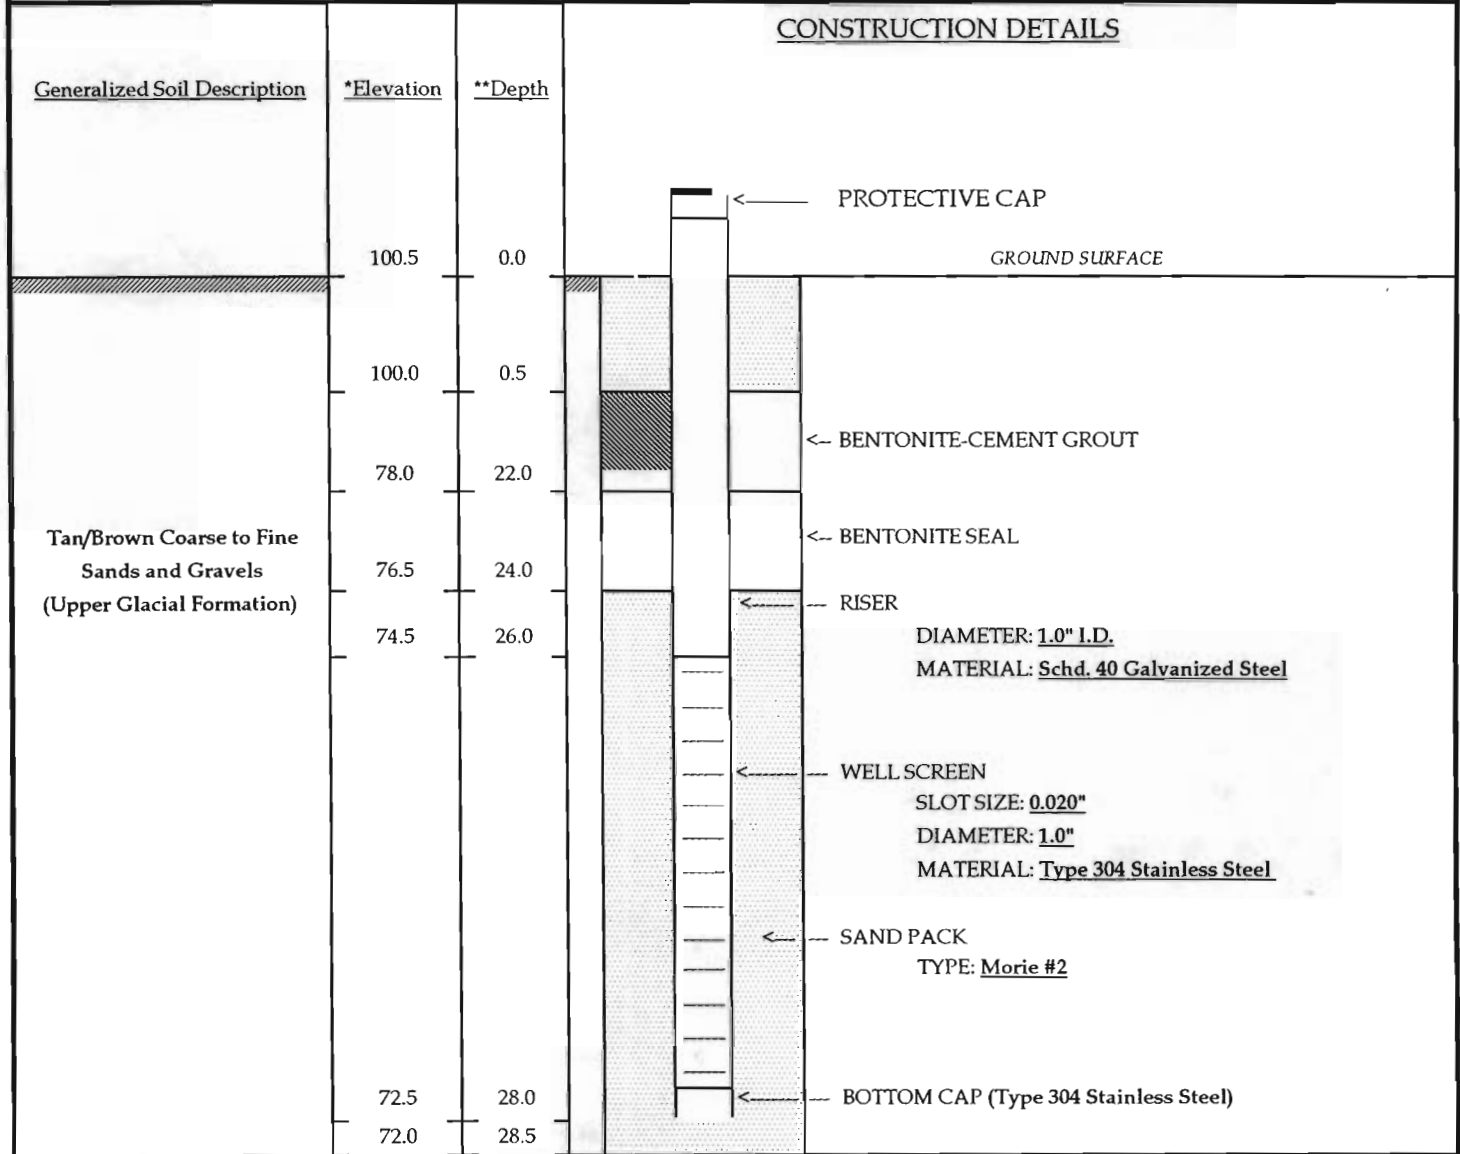 CONSTRUCTION DETAILS
Generalized Soil Description *Elevation **Depth
PROTECTIVE CAP
100.5 0.0 GROUND SURFACE
100.0 0.5
BENTONITE-CEMENT GROUT
78.0 22.0
Tan/Brown Coarse to Fine
Sands and Gravels
(Upper Glacial Formation)
BENTONITE SEAL
76.5 24.0
RISER
74.5 26.0
DIAMETER: 1.0" I.D.
MATERIAL: Schd. 40 Galvanized Steel
WELL SCREEN
SLOT SIZE: 0.020"
DIAMETER: 1.0"
MATERIAL: Type 304 Stainless Steel
SAND PACK
TYPE: Morie #2
72.5 28.0
BOTTOM CAP (Type 304 Stainless Steel)
72.0 28.5